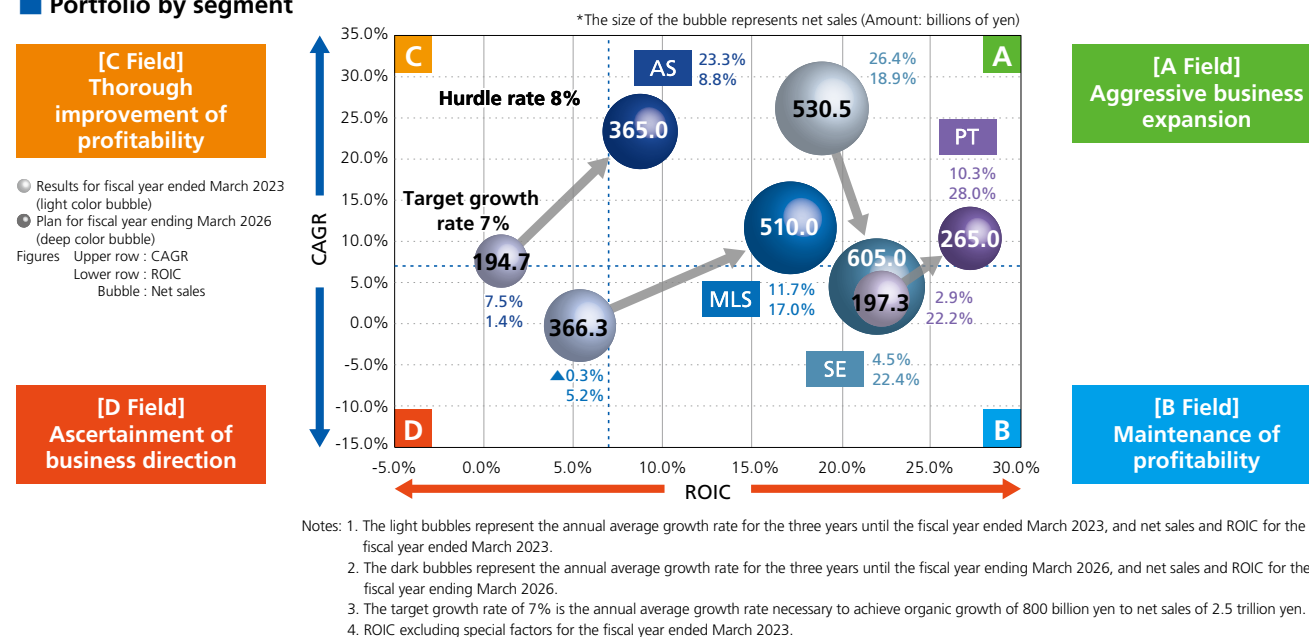 Portfolio by segment
*The size of the bubble represents net sales (Amount: billions of yen)
[C Field]
Thorough
improvement of
profitability
Results for fiscal year ended March 2023
(light color bubble)
Plan for fiscal year ending March 2026
(deep color bubble)
Figures Upper row : CAGR
Lower row : ROIC
Bubble : Net sales
[D Field]
Ascertainment of
business direction
CAGR
35.0%
30.0%
25.0%
20.0%
15.0%
10.0%
5.0%
0.0%
-5.0%
-10.0%
-15.0%
C
A
D
B
Hurdle rate 8%
Target growth
rate 7%
AS
23.3%
8.8%
365.0
530.5
26.4%
18.9%
PT
10.3%
28.0%
265.0
194.7
7.5%
1.4%
366.3
▲0.3%
5.2%
510.0
MLS
11.7%
17.0%
605.0
197.3
2.9%
22.2%
SE
4.5%
22.4%
-5.0%
0.0%
5.0%
10.0%
15.0%
20.0%
25.0%
30.0%
ROIC
[A Field]
Aggressive business
expansion
[B Field]
Maintenance of
profitability
Notes: 1. The light bubbles represent the annual average growth rate for the three years until the fiscal year ended March 2023, and net sales and ROIC for the
fiscal year ended March 2023.
2. The dark bubbles represent the annual average growth rate for the three years until the fiscal year ending March 2026, and net sales and ROIC for the
fiscal year ending March 2026.
3. The target growth rate of 7% is the annual average growth rate necessary to achieve organic growth of 800 billion yen to net sales of 2.5 trillion yen.
4. ROIC excluding special factors for the fiscal year ended March 2023.